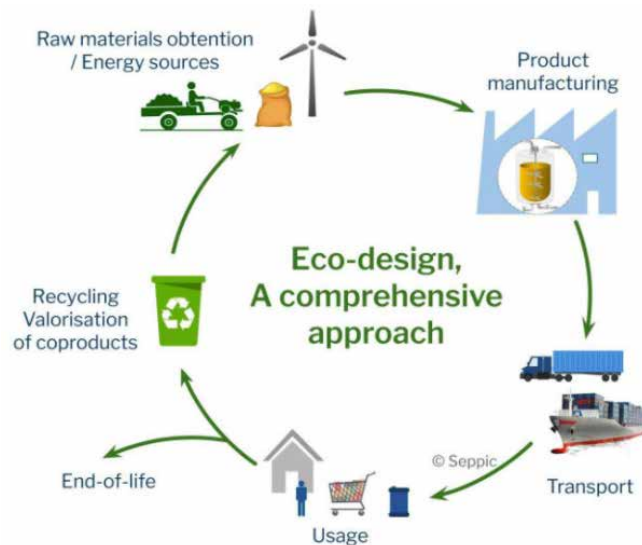 Raw materials obtention
/ Energy sources
Product
manufacturing
Eco-design,
A comprehensive
approach
Recycling
Valorisation
of coproducts
© Seppic
Transport
End-of-life
Usage